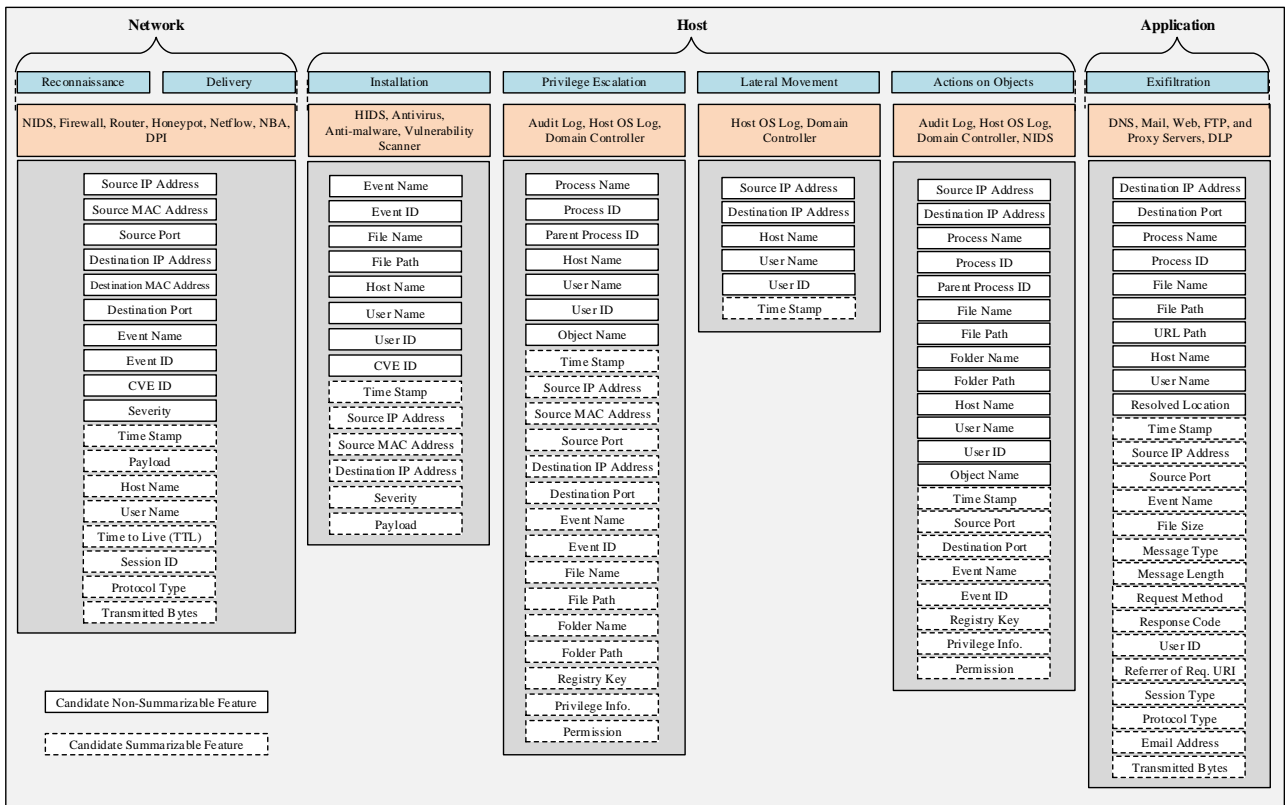 Network
Host
Application
Reconnaissance
Delivery
Installation
Privilege Escalation
Lateral Movement
Actions on Objects
Exifiltration
NIDS, Firewall, Router, Honeypot, Netflow, NBA,
DPI
HIDS, Antivirus,
Anti-malware, Vulnerability
Scanner
Audit Log, Host OS Log,
Domain Controller
Host OS Log, Domain
Controller
Audit Log, Host OS Log,
Domain Controller, NIDS
DNS, Mail, Web, FTP, and
Proxy Servers, DLP
Source IP Address
Source MAC Address
Source Port
Destination IP Address
Destination MAC Address
Destination Port
Event Name
Event ID
CVE ID
Severity
Time Stamp
Payload
Host Name
User Name
Time to Live (TTL)
Session ID
Protocol Type
Transmitted Bytes
Event Name
Event ID
File Name
File Path
Host Name
User Name
User ID
CVE ID
Time Stamp
Source IP Address
Source MAC Address
Destination IP Address
Severity
Payload
Process Name
Process ID
Parent Process ID
Host Name
User Name
User ID
Object Name
Time Stamp
Source IP Address
Source MAC Address
Source Port
Destination IP Address
Destination Port
Event Name
Event ID
File Name
File Path
Folder Name
Folder Path
Registry Key
Privilege Info.
Permission
Source IP Address
Destination IP Address
Host Name
User Name
User ID
Time Stamp
Source IP Address
Destination IP Address
Process Name
Process ID
Parent Process ID
File Name
File Path
Folder Name
Folder Path
Host Name
User Name
User ID
Object Name
Time Stamp
Source Port
Destination Port
Event Name
Event ID
Registry Key
Privilege Info.
Permission
Destination IP Address
Destination Port
Process Name
Process ID
File Name
File Path
URL Path
Host Name
User Name
Resolved Location
Time Stamp
Source IP Address
Source Port
Event Name
File Size
Message Type
Message Length
Request Method
Response Code
User ID
Referrer of Req. URI
Session Type
Protocol Type
Email Address
Transmitted Bytes
Candidate Non-Summarizable Feature
Candidate Summarizable Feature